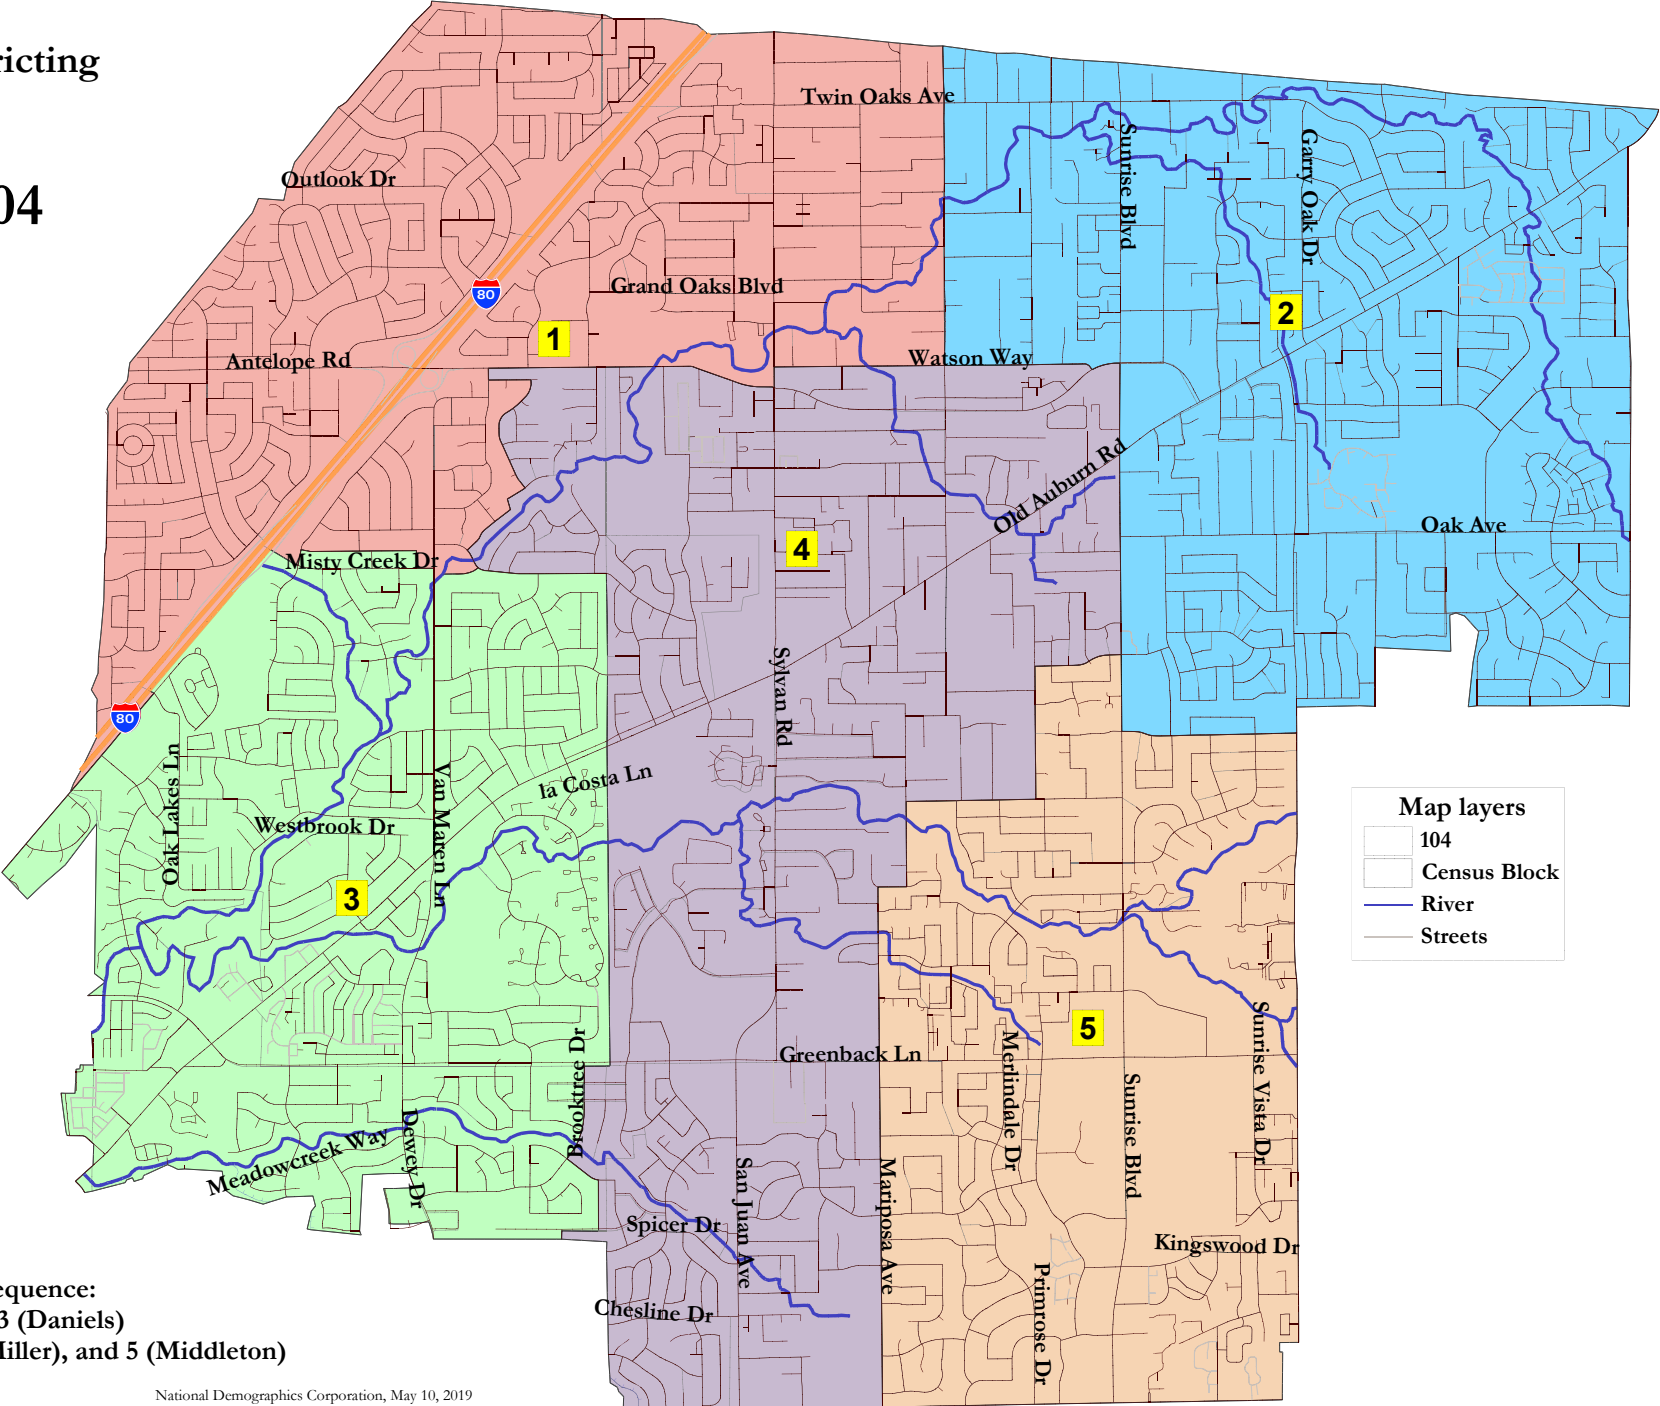 ricting
04
Twin Oaks Ave
Outlook Dr
Sunrise Blvd
Garry Oak Dr
Grand Oaks Blvd
80
1
2
Antelope Rd
Watson Way
Old Auburn Rd
Oak Ave
4
Misty Creek Dr
Sylvan Rd
80
la Costa Ln
Oak Lakes Ln
Van Maren Ln
Westbrook Dr
3
Map layers
104
Census Block
River
Streets
5
Greenback Ln
Brooktree Dr
Merlindale Dr
Sunrise Vista Dr
Sunrise Blvd
Meadowcreek Way
Dewey Dr
San Juan Ave
Mariposa Ave
Spicer Dr
Kingswood Dr
Primrose Dr
Chesline Dr
equence:
3 (Daniels)
Miller), and 5 (Middleton)
National Demographics Corporation, May 10, 2019